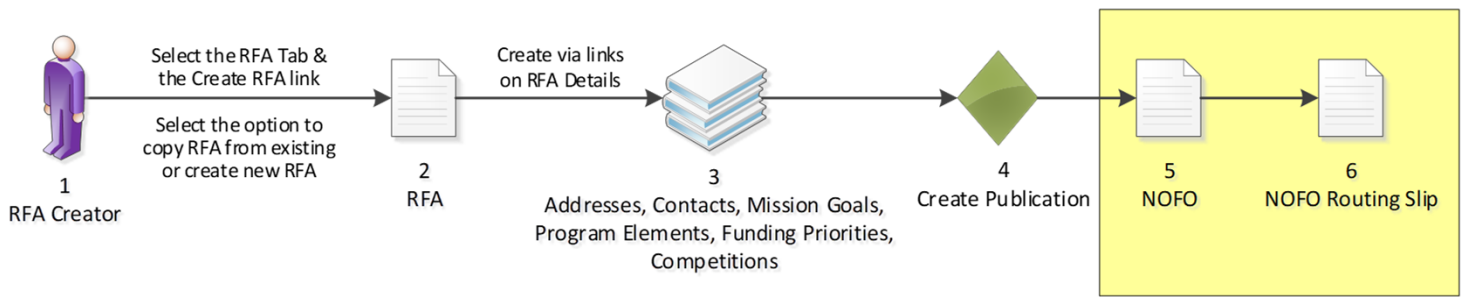 Select the RFA Tab &
the Create RFA link
Select the option to
copy RFA from existing
or create new RFA
1
RFA Creator
2
RFA
Create via links
on RFA Details
3
Addresses, Contacts, Mission Goals,
Program Elements, Funding Priorities,
Competitions
4
Create Publication
5
NOFO
6
NOFO Routing Slip